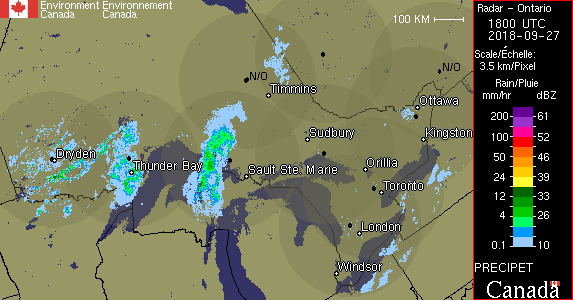 Environment Environnement
Canada Canada
Radar - Ontario
1800 UTC
2018-09-27
100 KM
Scale/Échelle:
3.5 km/Pixel
N/O
N/O
Rain/Pluie
mm/hr dBZ
Timmins
Ottawa
200 61
100 52
50 46
24 39
12 33
4 26
1 20
0.1 10
Sudbury
Kingston
Dryden
Thunder Bay
Sault Ste. Marie
Orillia
Toronto
London
Windsor
PRECIPET
Canada